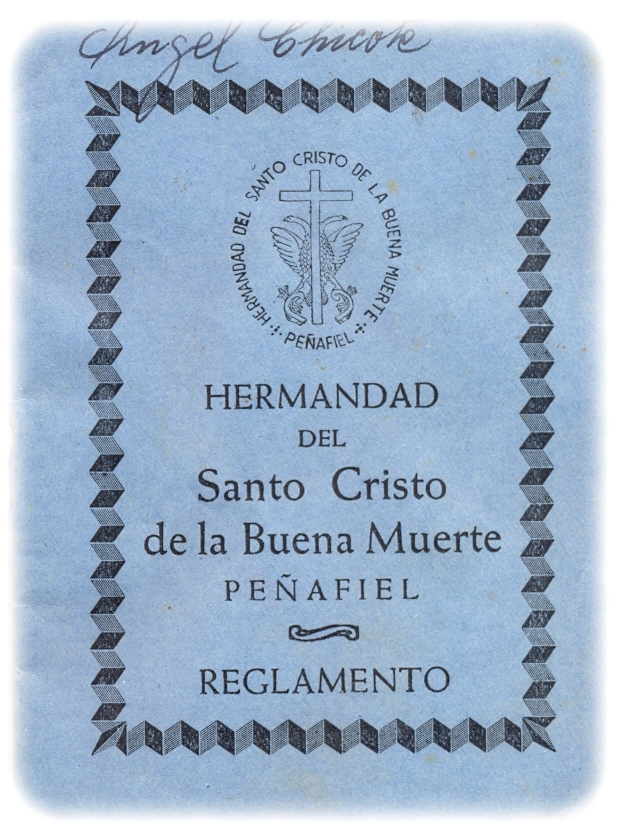 Angel Chicote
HERMANDAD DEL SANTO CRISTO DE LA BUENA MUERTE
PEÑAFIEL
HERMANDAD
DEL
Santo Cristo
de la Buena Muerte
PEÑAFIEL
REGLAMENTO